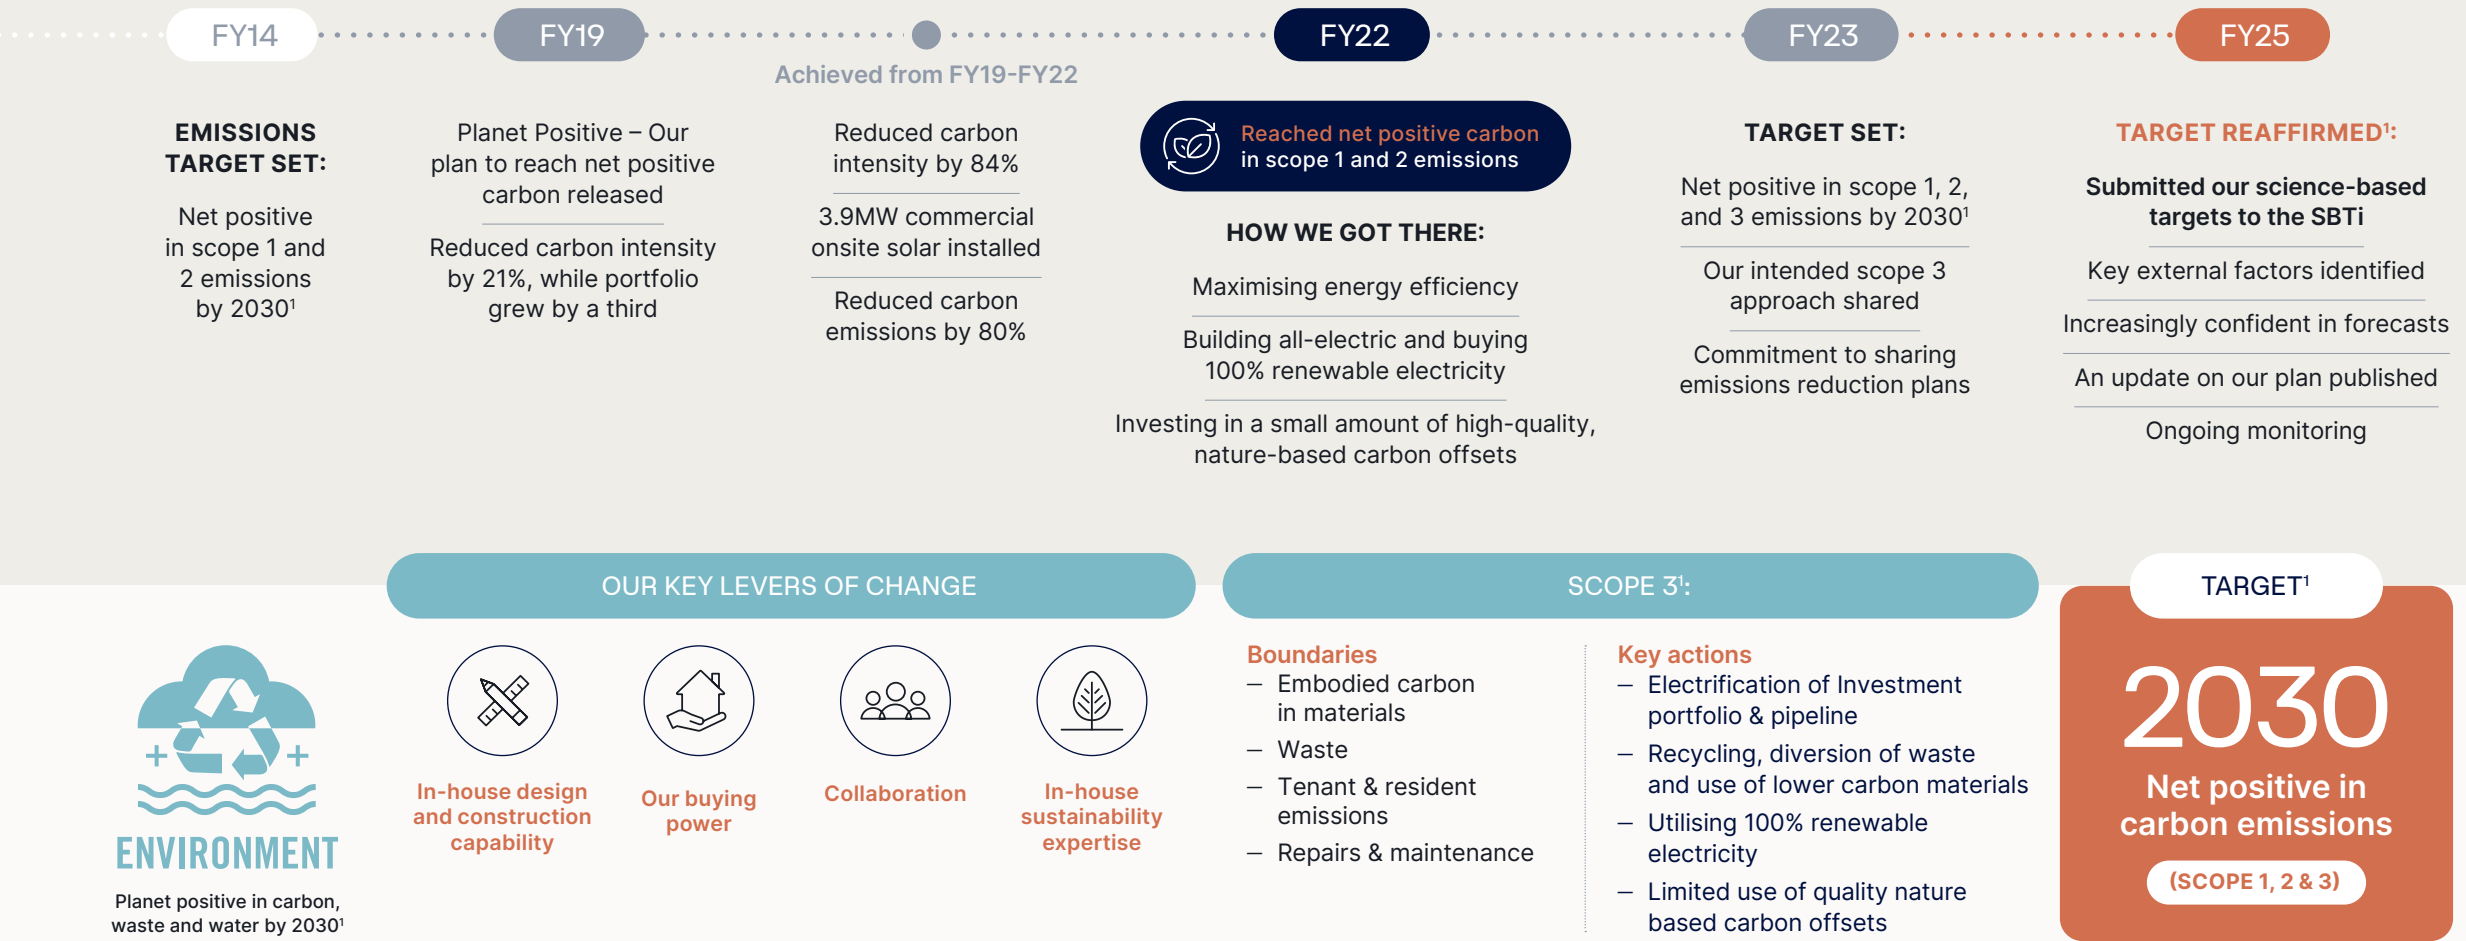 FY14
EMISSIONS
TARGET SET:
Net positive
in scope 1 and
2 emissions
by 2030¹
FY19
Planet Positive – Our
plan to reach net positive
carbon released
Reduced carbon intensity
by 21%, while portfolio
grew by a third
Achieved from FY19-FY22
Reduced carbon
intensity by 84%
3.9MW commercial
onsite solar installed
Reduced carbon
emissions by 80%
FY22
Reached net positive carbon
in scope 1 and 2 emissions
HOW WE GOT THERE:
Maximising energy efficiency
Building all-electric and buying
100% renewable electricity
Investing in a small amount of high-quality,
nature-based carbon offsets
FY23
TARGET SET:
Net positive in scope 1, 2,
and 3 emissions by 2030¹
Our intended scope 3
approach shared
Commitment to sharing
emissions reduction plans
FY25
TARGET REAFFIRMED¹:
Submitted our science-based
targets to the SBTi
Key external factors identified
Increasingly confident in forecasts
An update on our plan published
Ongoing monitoring
ENVIRONMENT
Planet positive in carbon,
waste and water by 2030¹
OUR KEY LEVERS OF CHANGE
In-house design
and construction
capability
Our buying
power
Collaboration
In-house
sustainability
expertise
SCOPE 3¹:
Boundaries
– Embodied carbon
in materials
– Waste
– Tenant & resident
emissions
– Repairs & maintenance
Key actions
– Electrification of Investment
portfolio & pipeline
– Recycling, diversion of waste
and use of lower carbon materials
– Utilising 100% renewable
electricity
– Limited use of quality nature
based carbon offsets
TARGET¹
2030
Net positive in
carbon emissions
(SCOPE 1, 2 & 3)